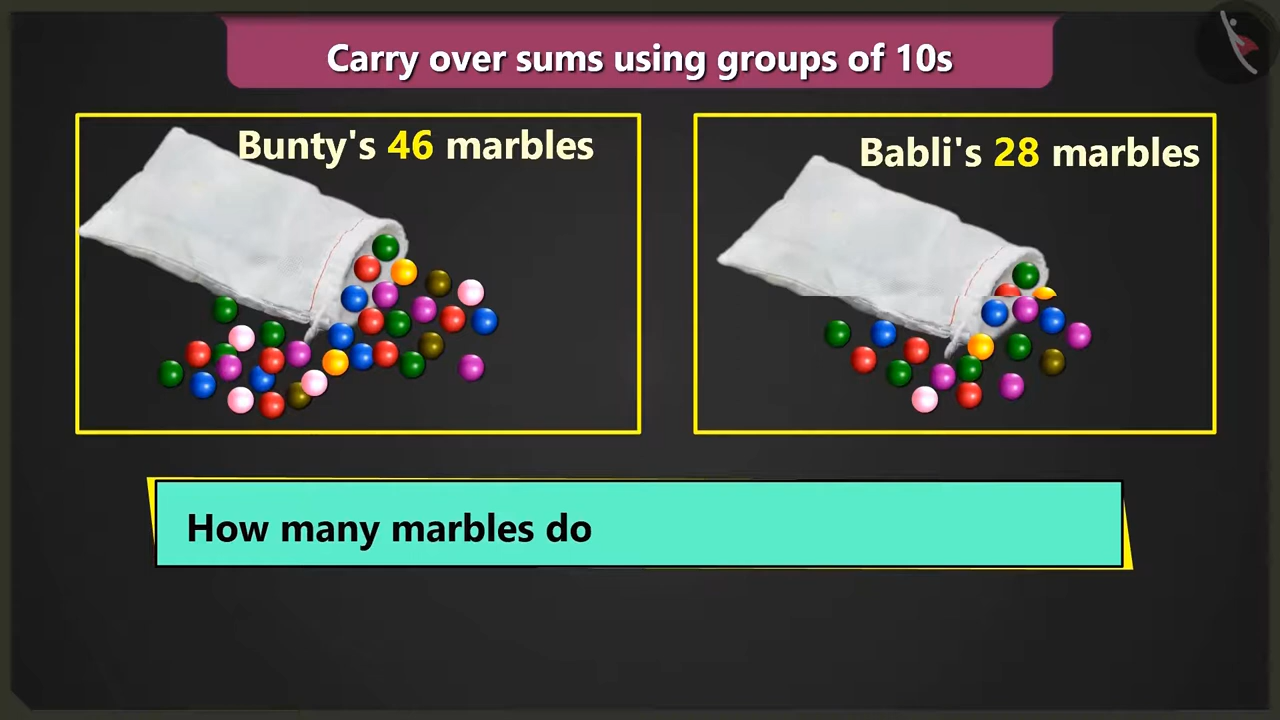 Carry over sums using groups of 10s
Bunty's 46 marbles
Babli's 28 marbles
How many marbles do